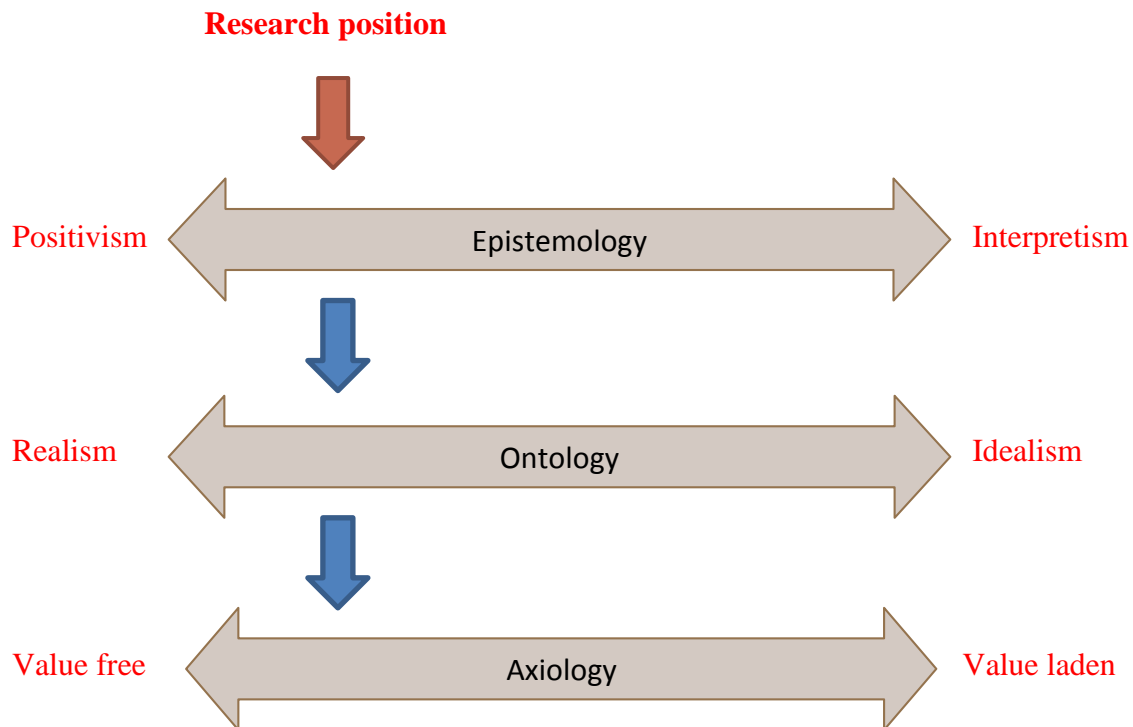 Research position
Positivism Epistemology Interpretism
Realism Ontology Idealism
Value free Axiology Value laden